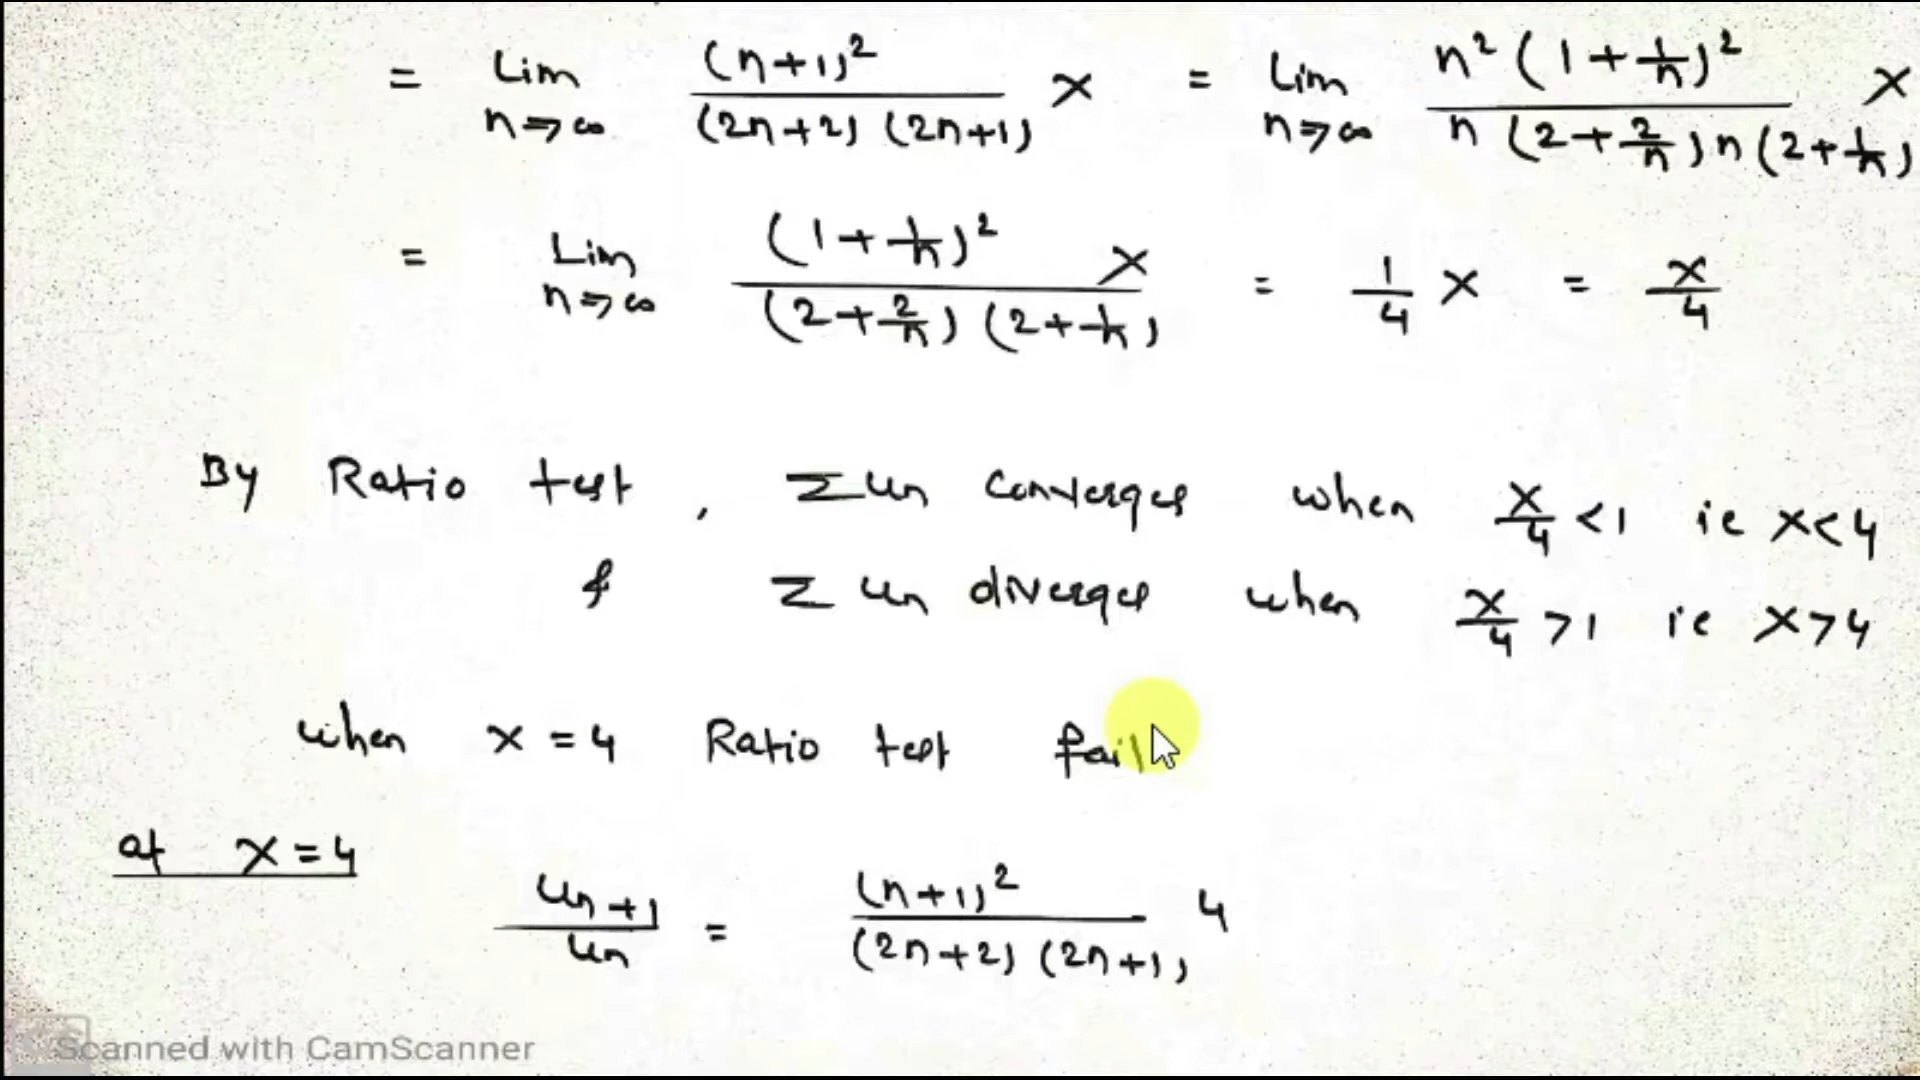 = Lim n→∞ (n+1)² / (2n+2) (2n+1) x = Lim n→∞ n² (1 + 1/n)² / n (2 + 2/n) n (2 + 1/n) x
= Lim n→∞ (1 + 1/n)² x / (2 + 2/n) (2 + 1/n) = 1/4 x = x/4
By Ratio test, Σ un converges when x/4 < 1 ie x < 4
& Σ un diverges when x/4 > 1 ie x > 4
when x = 4 Ratio test fail
at x = 4
un+1 / un = (n+1)² / (2n+2) (2n+1) 4
Scanned with CamScanner